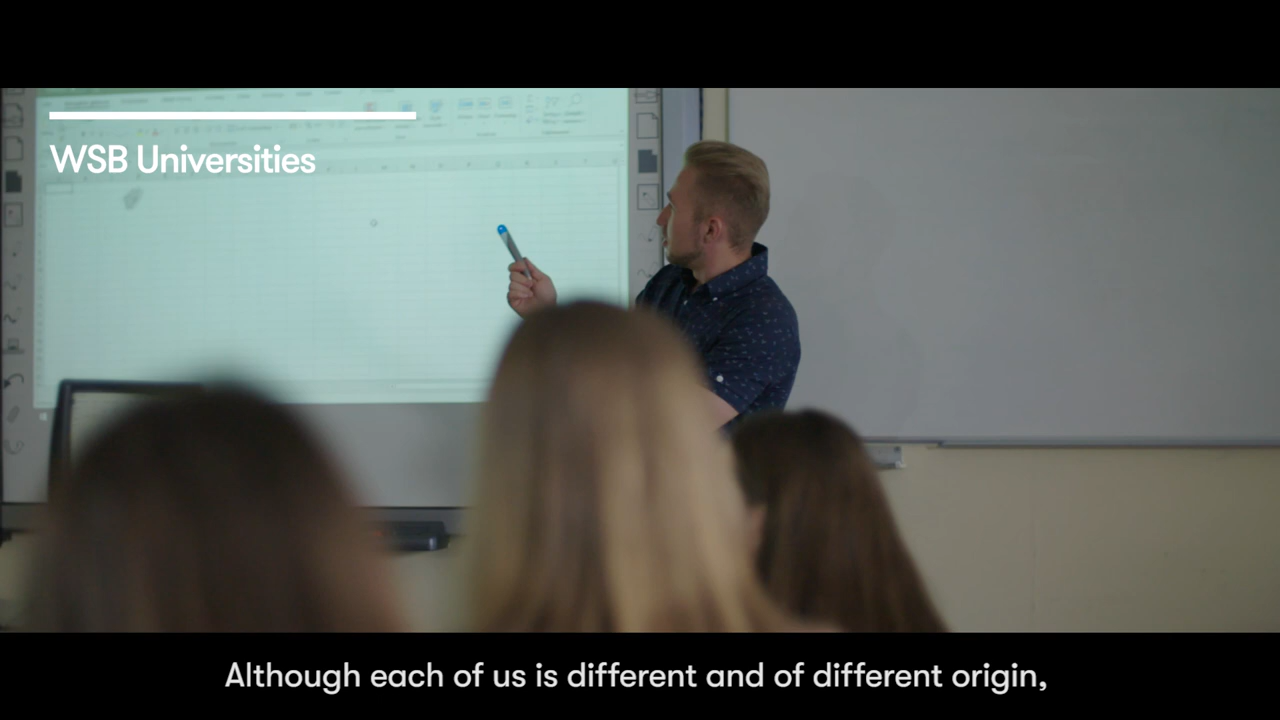 WSB Universities
Although each of us is different and of different origin,